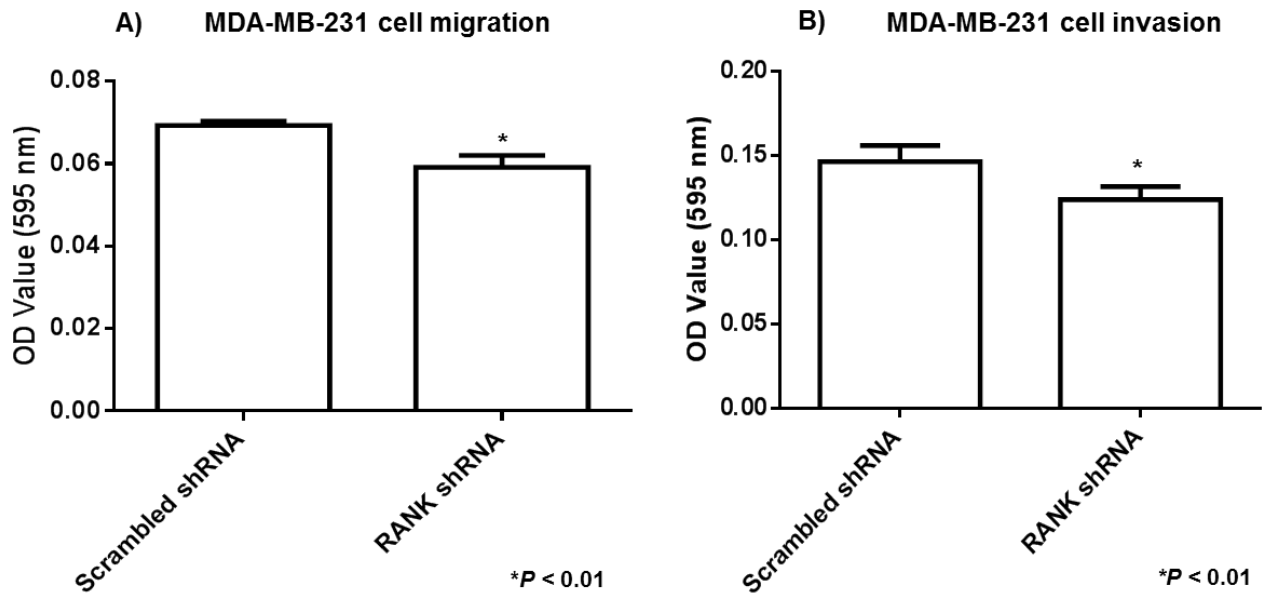 A) MDA-MB-231 cell migration
OD Value (595 nm)
0.08
0.06
0.04
0.02
0.00
*
Scrambled shRNA
RANK shRNA
*P < 0.01
B) MDA-MB-231 cell invasion
OD Value (595 nm)
0.20
0.15
0.10
0.05
0.00
*
Scrambled shRNA
RANK shRNA
*P < 0.01